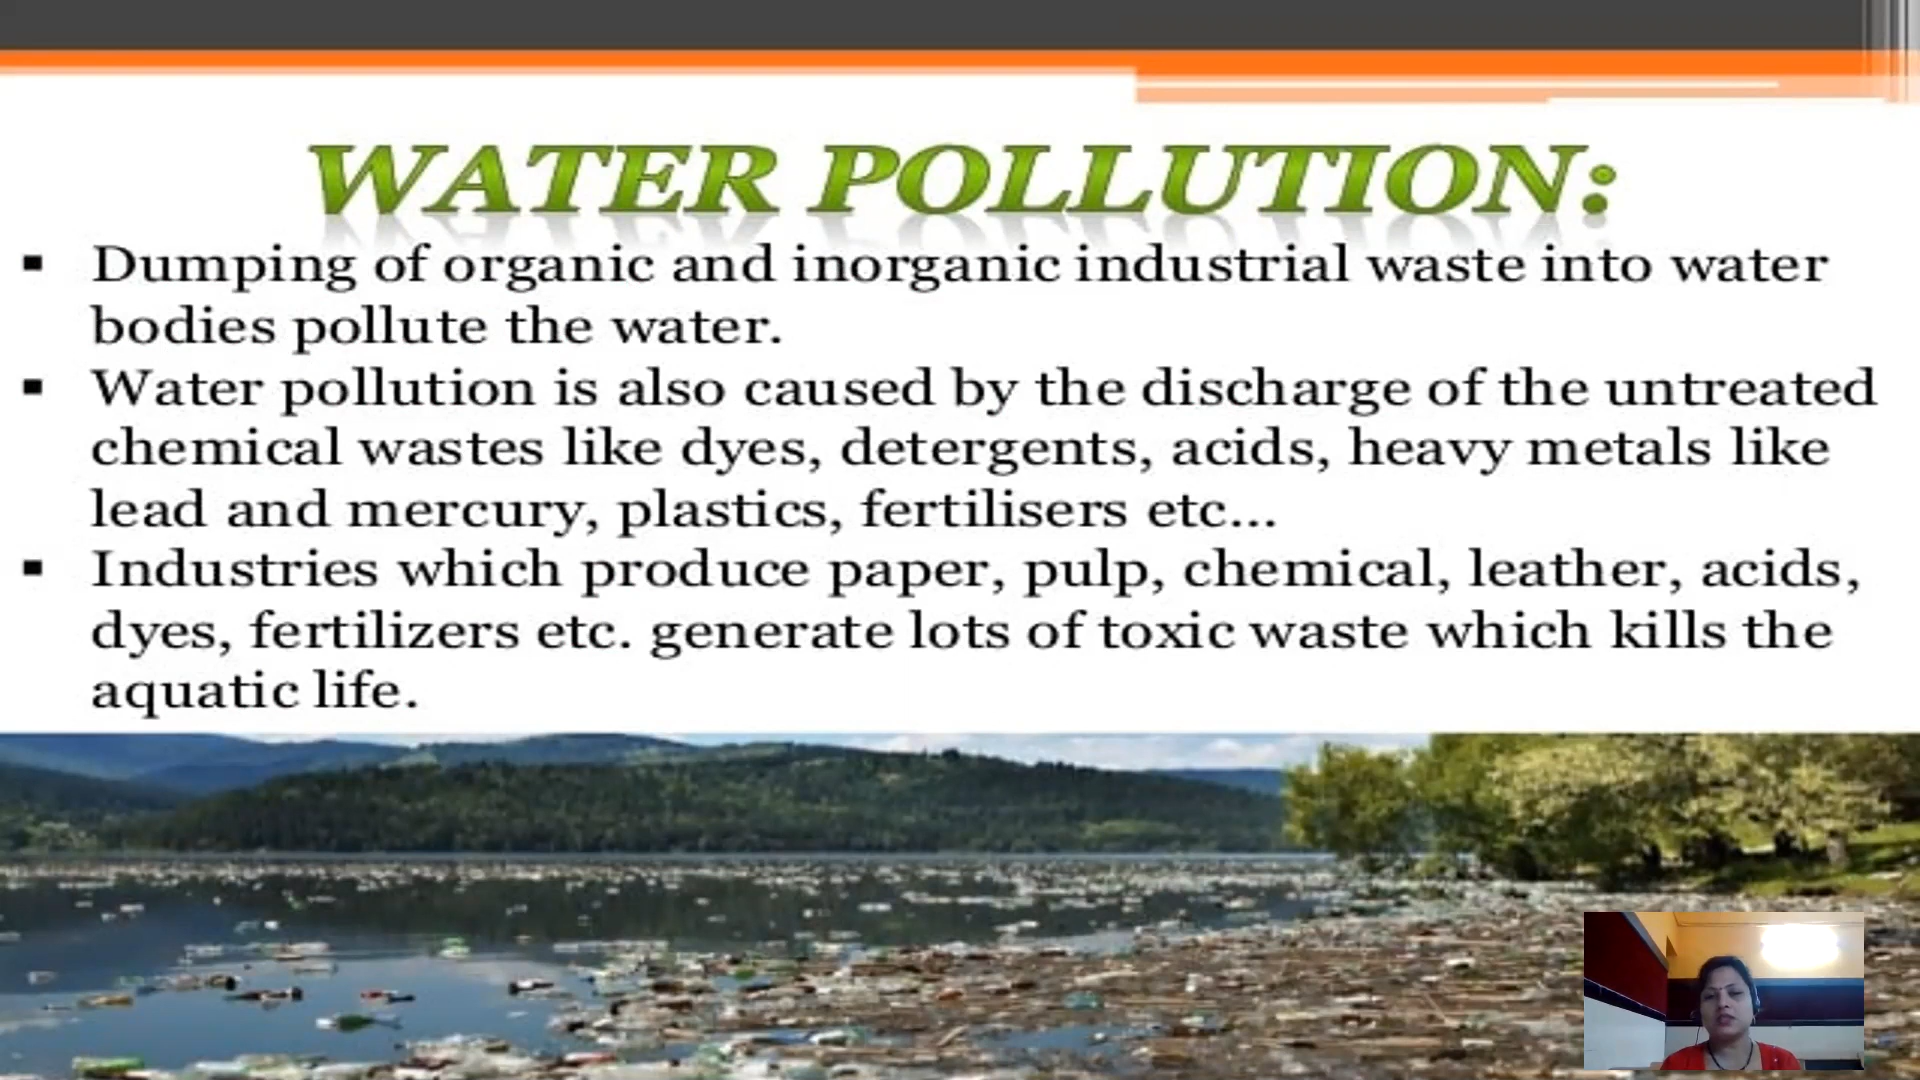 WATER POLLUTION:
▪ Dumping of organic and inorganic industrial waste into water
bodies pollute the water.
▪ Water pollution is also caused by the discharge of the untreated
chemical wastes like dyes, detergents, acids, heavy metals like
lead and mercury, plastics, fertilisers etc...
▪ Industries which produce paper, pulp, chemical, leather, acids,
dyes, fertilizers etc. generate lots of toxic waste which kills the
aquatic life.